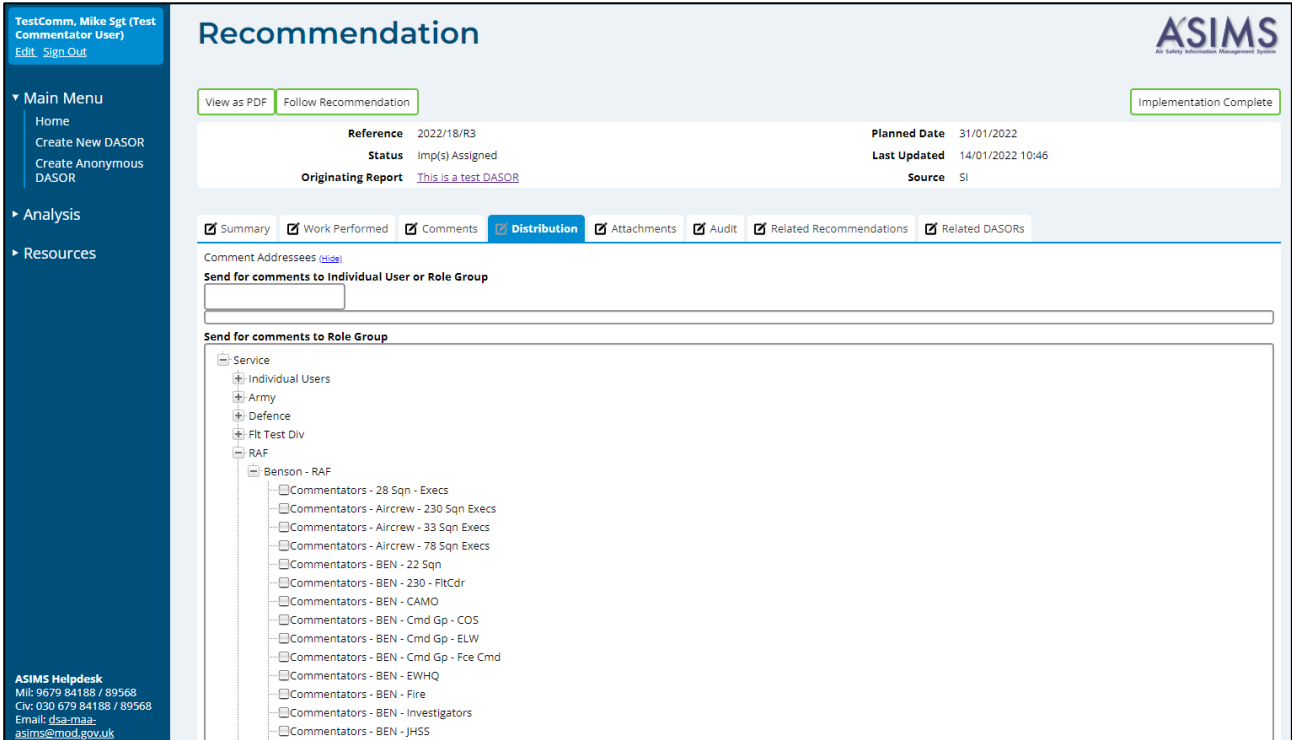 TestComm, Mike Sgt (Test
Commentator User)
Edit Sign Out
Main Menu
Home
Create New DASOR
Create Anonymous
DASOR
Analysis
Resources
ASIMS Helpdesk
Mil: 9679 84188 / 89568
Civ: 030 679 84188 / 89568
Email: dsa-maa-
asims@mod.gov.uk
Recommendation
ASIMS
Air Safety Information Management System
View as PDF Follow Recommendation Implementation Complete
Reference 2022/18/R3 Planned Date 31/01/2022
Status Imp(s) Assigned Last Updated 14/01/2022 10:46
Originating Report This is a test DASOR Source SI
Summary Work Performed Comments Distribution Attachments Audit Related Recommendations Related DASORs
Comment Addressees (Hide)
Send for comments to Individual User or Role Group
Send for comments to Role Group
Service
Individual Users
Army
Defence
Flt Test Div
RAF
Benson - RAF
Commentators - 28 Sqn - Execs
Commentators - Aircrew - 230 Sqn Execs
Commentators - Aircrew - 33 Sqn Execs
Commentators - Aircrew - 78 Sqn Execs
Commentators - BEN - 22 Sqn
Commentators - BEN - 230 - FltCdr
Commentators - BEN - CAMO
Commentators - BEN - Cmd Gp - COS
Commentators - BEN - Cmd Gp - ELW
Commentators - BEN - Cmd Gp - Fce Cmd
Commentators - BEN - EWHQ
Commentators - BEN - Fire
Commentators - BEN - Investigators
Commentators - BEN - JHSS